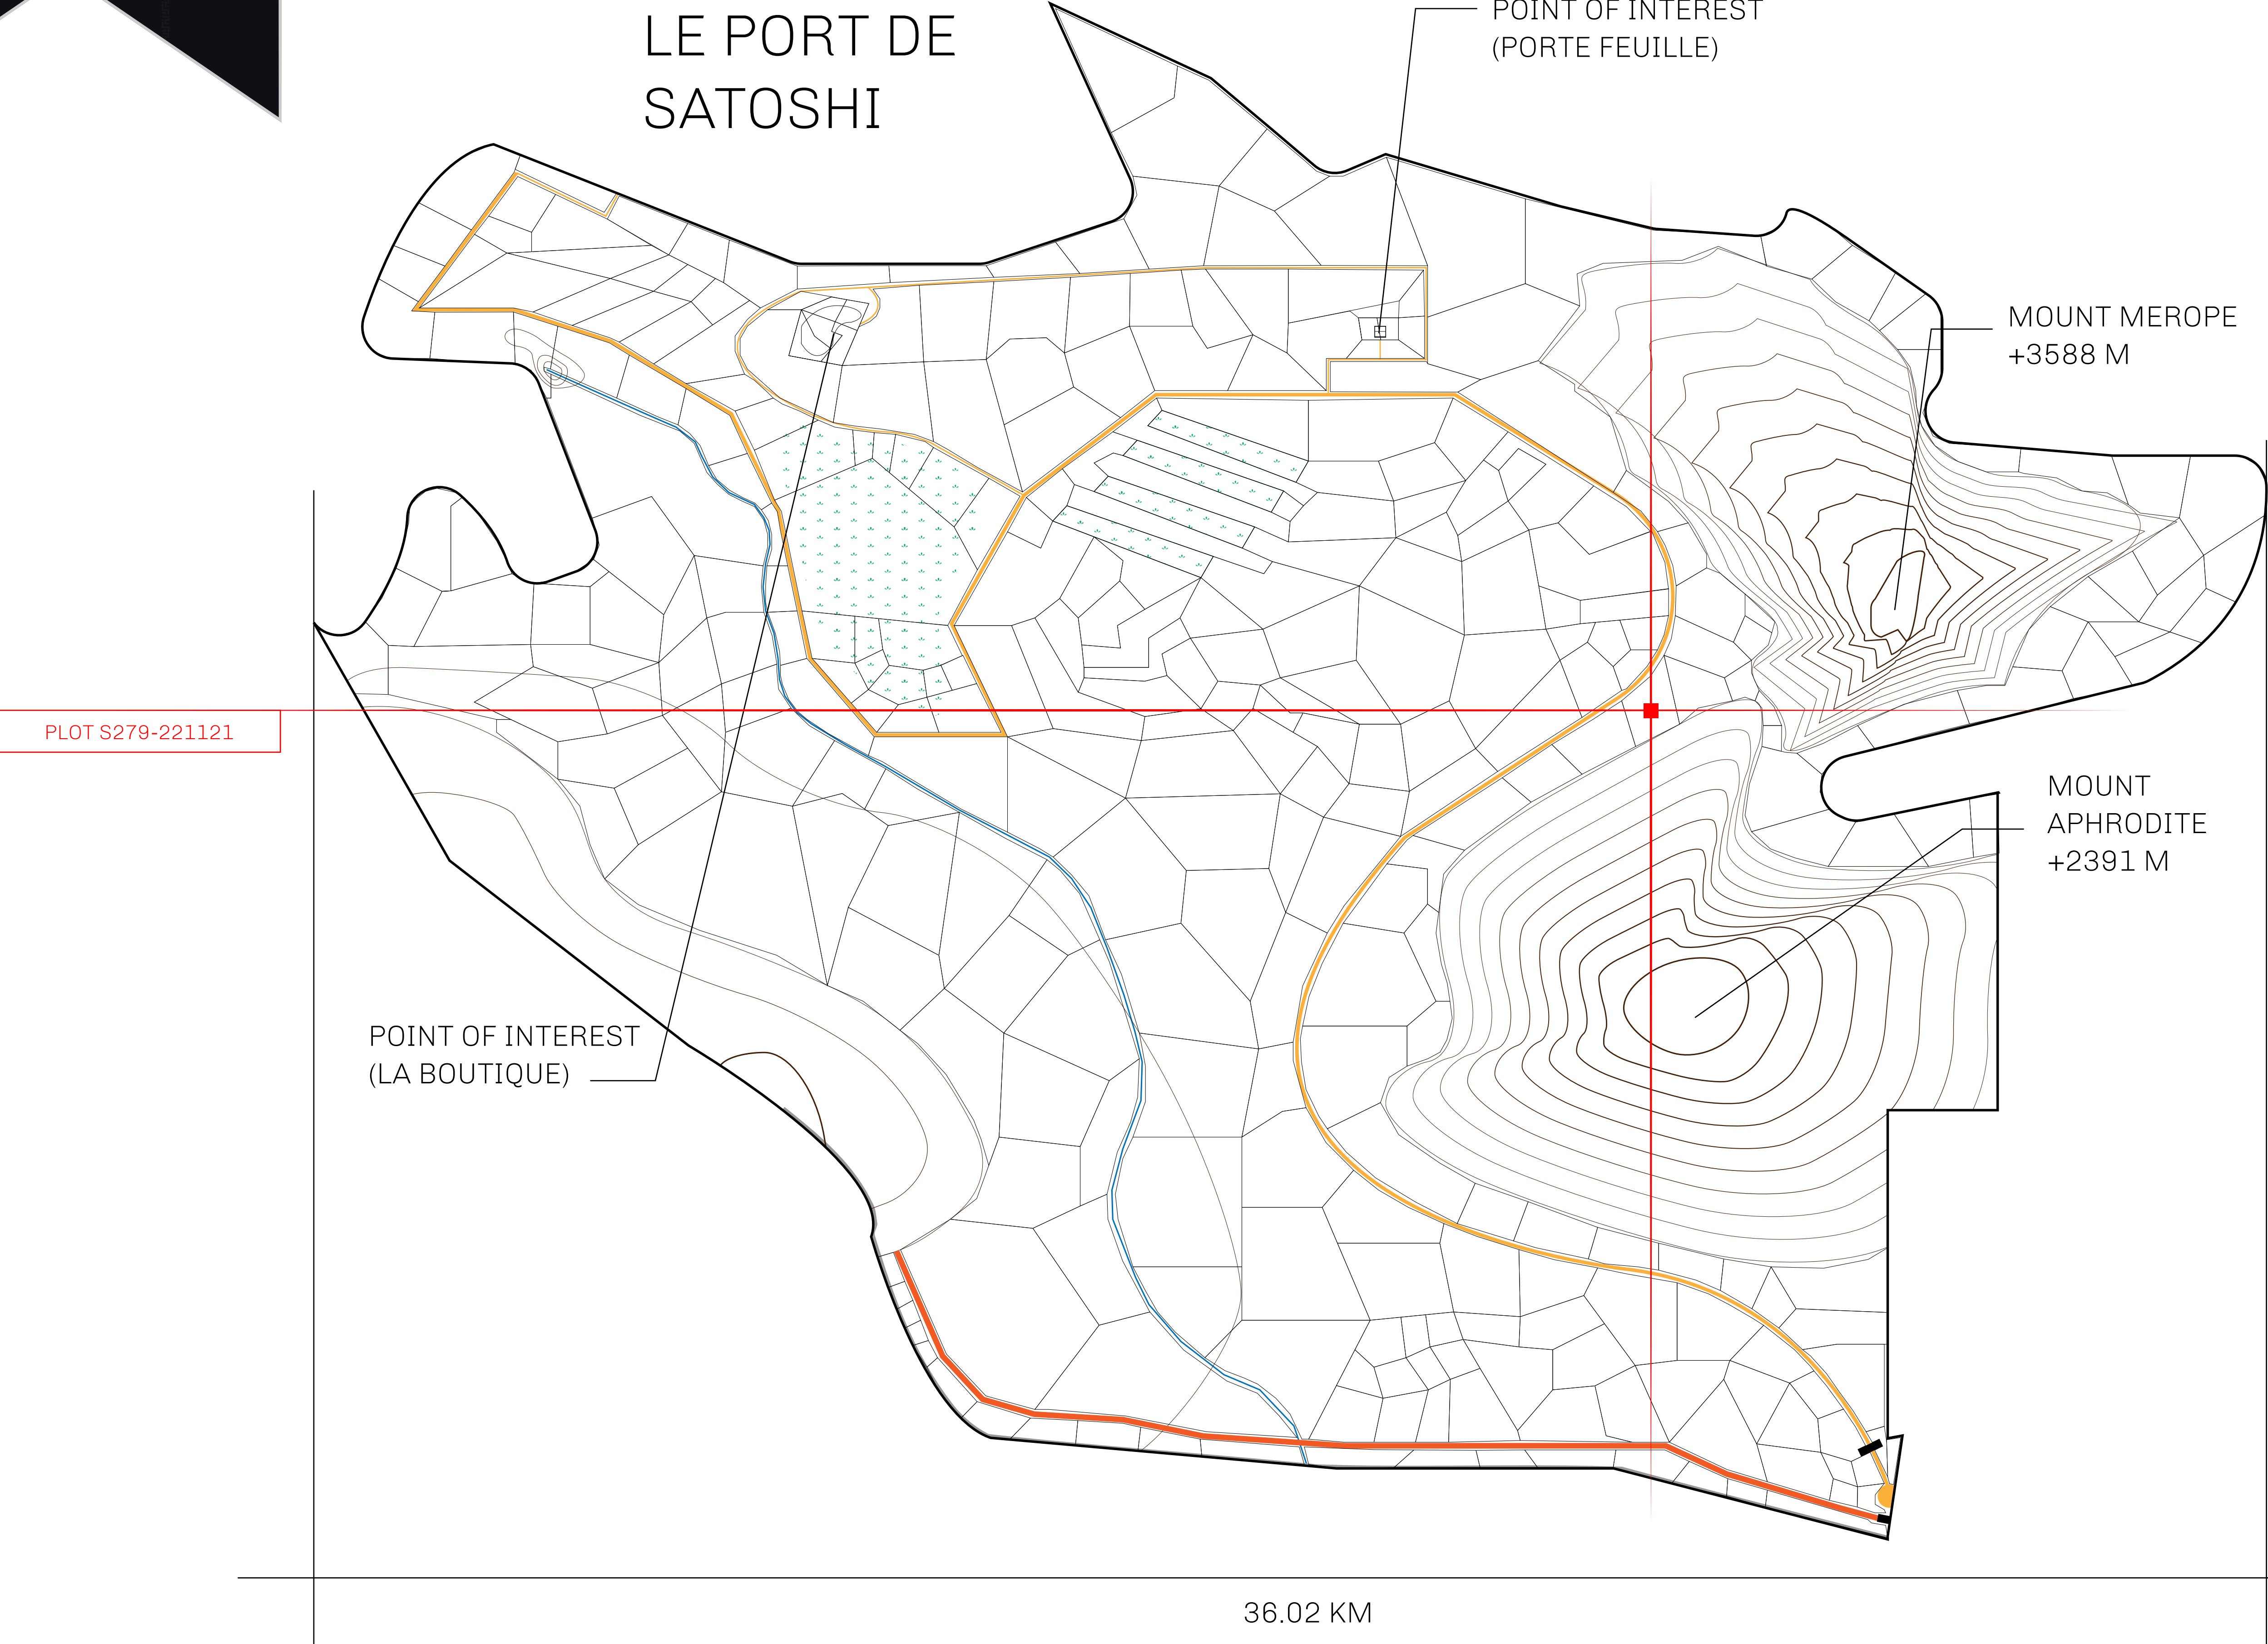 LE PORT DE
SATOSHI
POINT OF INTEREST
(PORTE FEUILLE)
MOUNT MEROPE
+3588 M
PLOT S279-221121
MOUNT
APHRODITE
+2391 M
POINT OF INTEREST
(LA BOUTIQUE)
36.02 KM